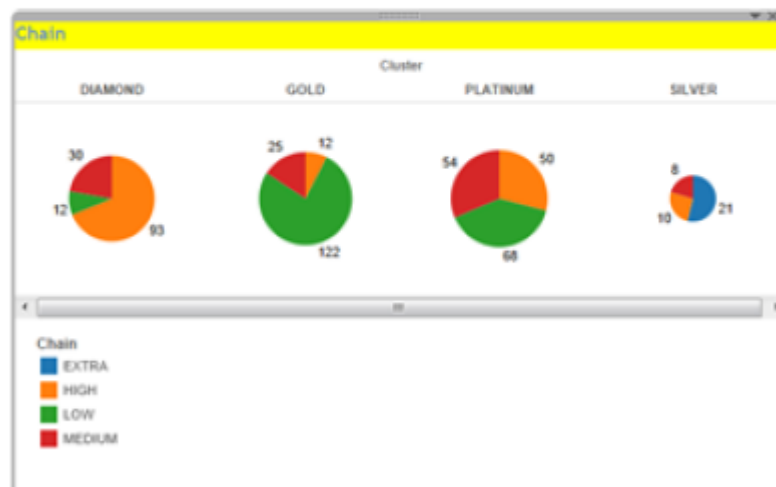 Chain
Cluster
DIAMOND GOLD PLATINUM SILVER
30 12 93
25 12 122
54 50 68
8 10 21
Chain
EXTRA
HIGH
LOW
MEDIUM